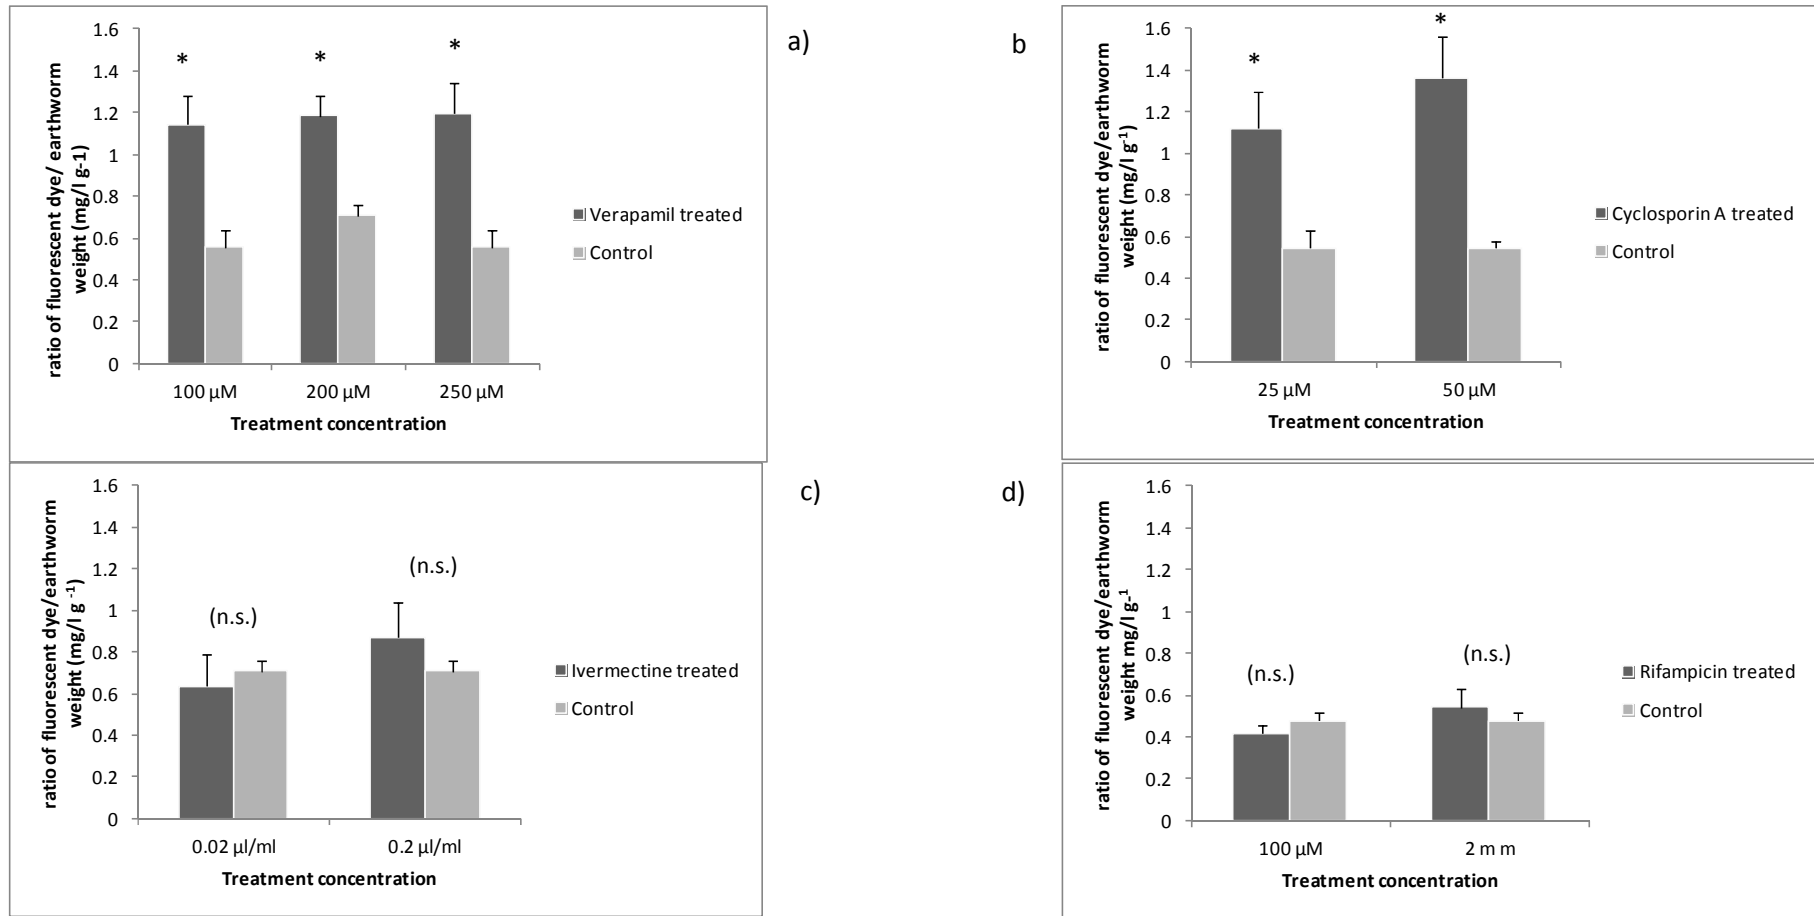 a)
ratio of fluorescent dye/ earthworm
weight (mg/l g-1)
1.6
1.4
1.2
1
0.8
0.6
0.4
0.2
0
*
*
*
100 µM
200 µM
250 µM
Treatment concentration
Verapamil treated
Control
b
ratio of fluorescent dye/earthworm
weight (mg/l g-1)
1.6
1.4
1.2
1
0.8
0.6
0.4
0.2
0
*
*
25 µM
50 µM
Treatment concentration
Cyclosporin A treated
Control
c)
ratio of fluorescent dye/earthworm
weight (mg/l g -1)
1.6
1.4
1.2
1
0.8
0.6
0.4
0.2
0
(n.s.)
(n.s.)
0.02 µl/ml
0.2 µl/ml
Treatment concentration
Ivermectine treated
Control
d)
ratio of fluorescent dye/earthworm
weight mg/l g-1
1.6
1.4
1.2
1
0.8
0.6
0.4
0.2
0
(n.s.)
(n.s.)
100 µM
2 m m
Treatment concentration
Rifampicin treated
Control